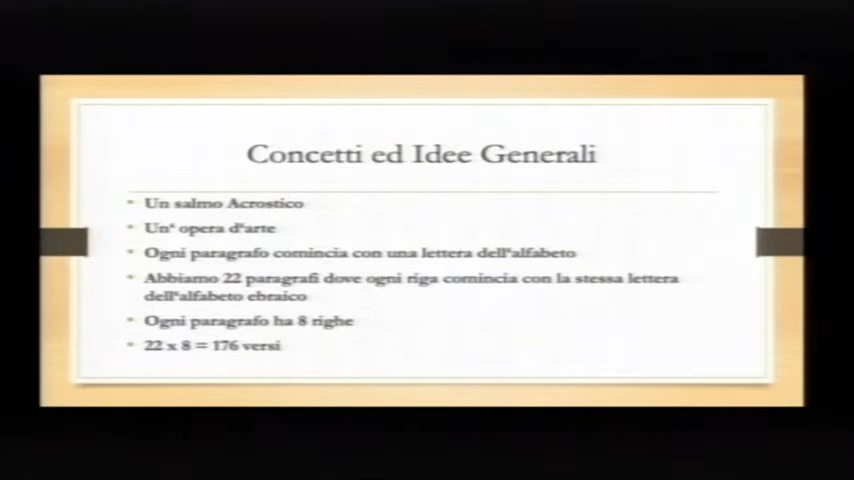 Concetti ed Idee Generali
• Un salmo Acrostico
• Un‘ opera d‘arte
• Ogni paragrafo comincia con una lettera dell‘alfabeto
• Abbiamo 22 paragrafi dove ogni riga comincia con la stessa lettera
dell‘alfabeto ebraico
• Ogni paragrafo ha 8 righe
• 22 x 8 = 176 versi